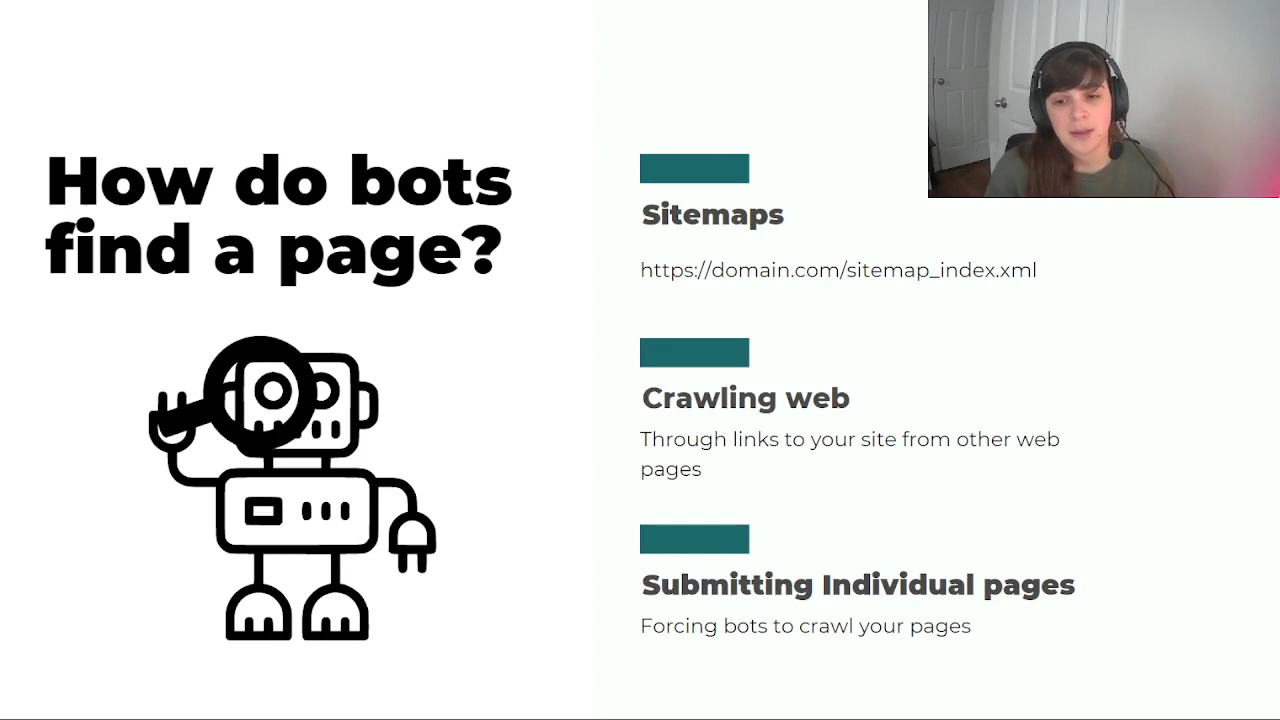 How do bots
find a page?
Sitemaps
https://domain.com/sitemap_index.xml
Crawling web
Through links to your site from other web
pages
Submitting Individual pages
Forcing bots to crawl your pages